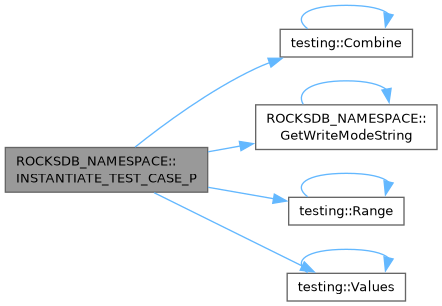 testing::Combine
ROCKSDB_NAMESPACE::
GetWriteModeString
ROCKSDB_NAMESPACE::
INSTANTIATE_TEST_CASE_P
testing::Range
testing::Values